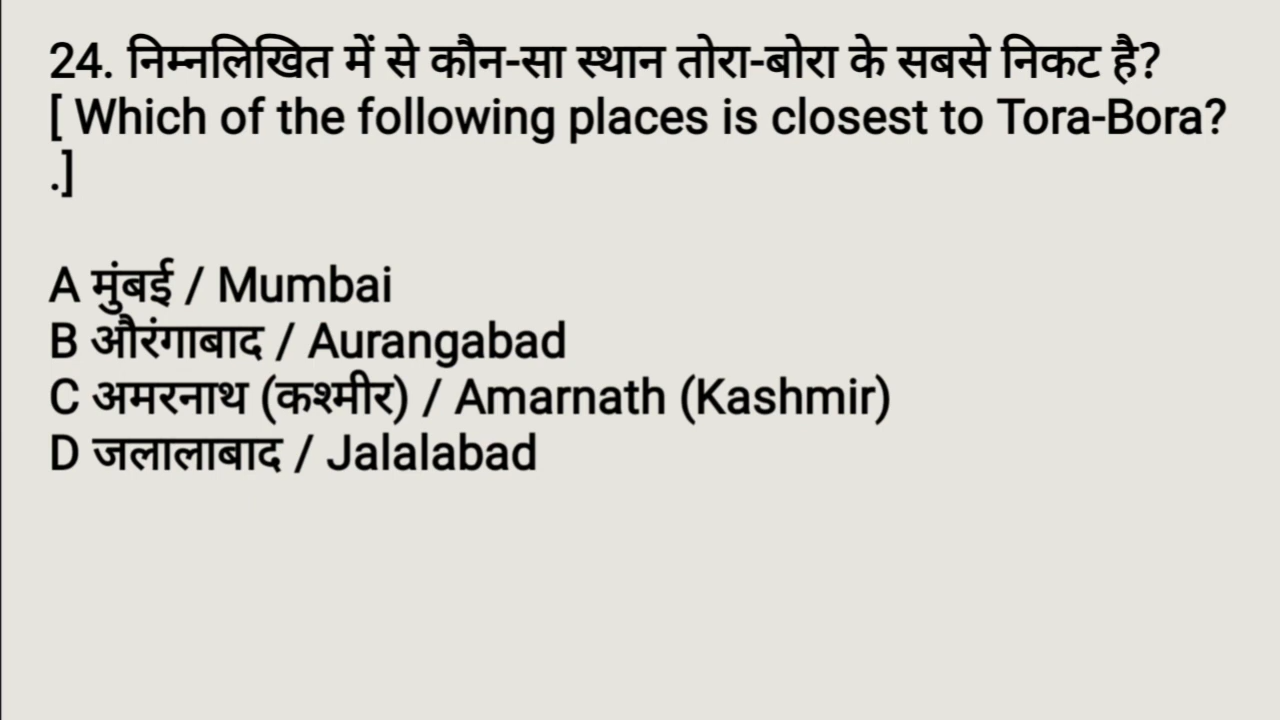 24. निम्नलिखित में से कौन-सा स्थान तोरा-बोरा के सबसे निकट है?
[ Which of the following places is closest to Tora-Bora?
.]
A मुंबई / Mumbai
B औरंगाबाद / Aurangabad
C अमरनाथ (कश्मीर) / Amarnath (Kashmir)
D जलालाबाद / Jalalabad